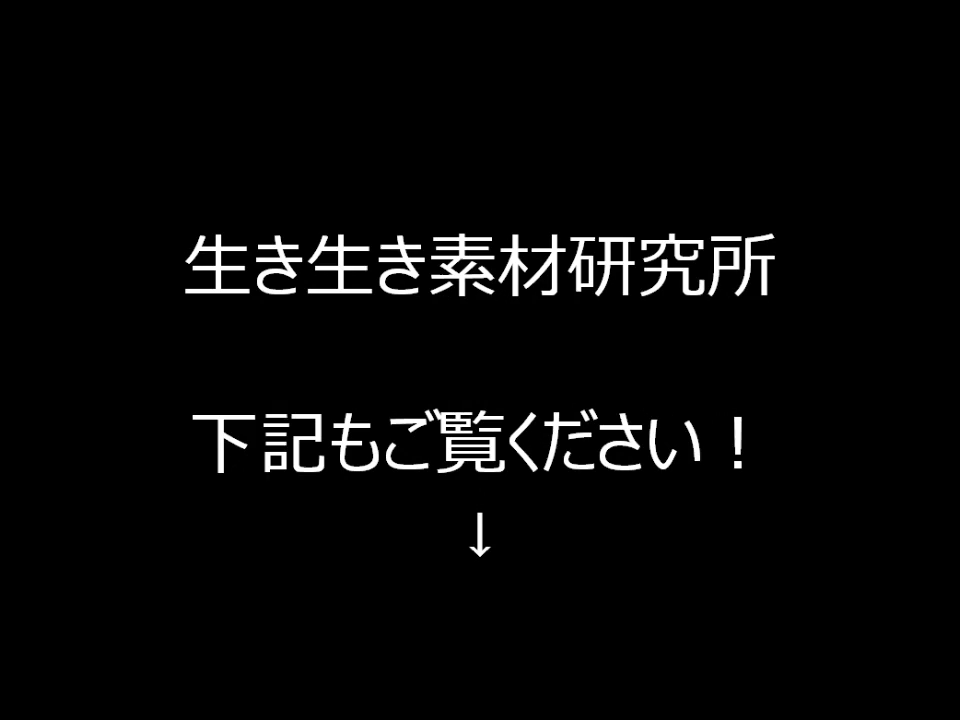 生き生き素材研究所
下記もご覧ください！
↓